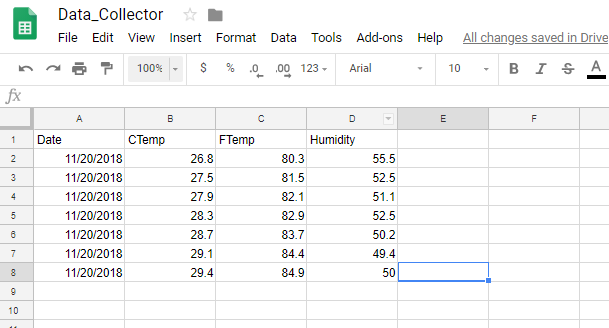 Data_Collector
File Edit View Insert Format Data Tools Add-ons Help All changes saved in Drive
100% $ % .0 .00 123 Arial 10 B I S A
fx
A B C D E F
1 Date CTemp FTemp Humidity
2 11/20/2018 26.8 80.3 55.5
3 11/20/2018 27.5 81.5 52.5
4 11/20/2018 27.9 82.1 51.1
5 11/20/2018 28.3 82.9 52.5
6 11/20/2018 28.7 83.7 50.2
7 11/20/2018 29.1 84.4 49.4
8 11/20/2018 29.4 84.9 50
9
10